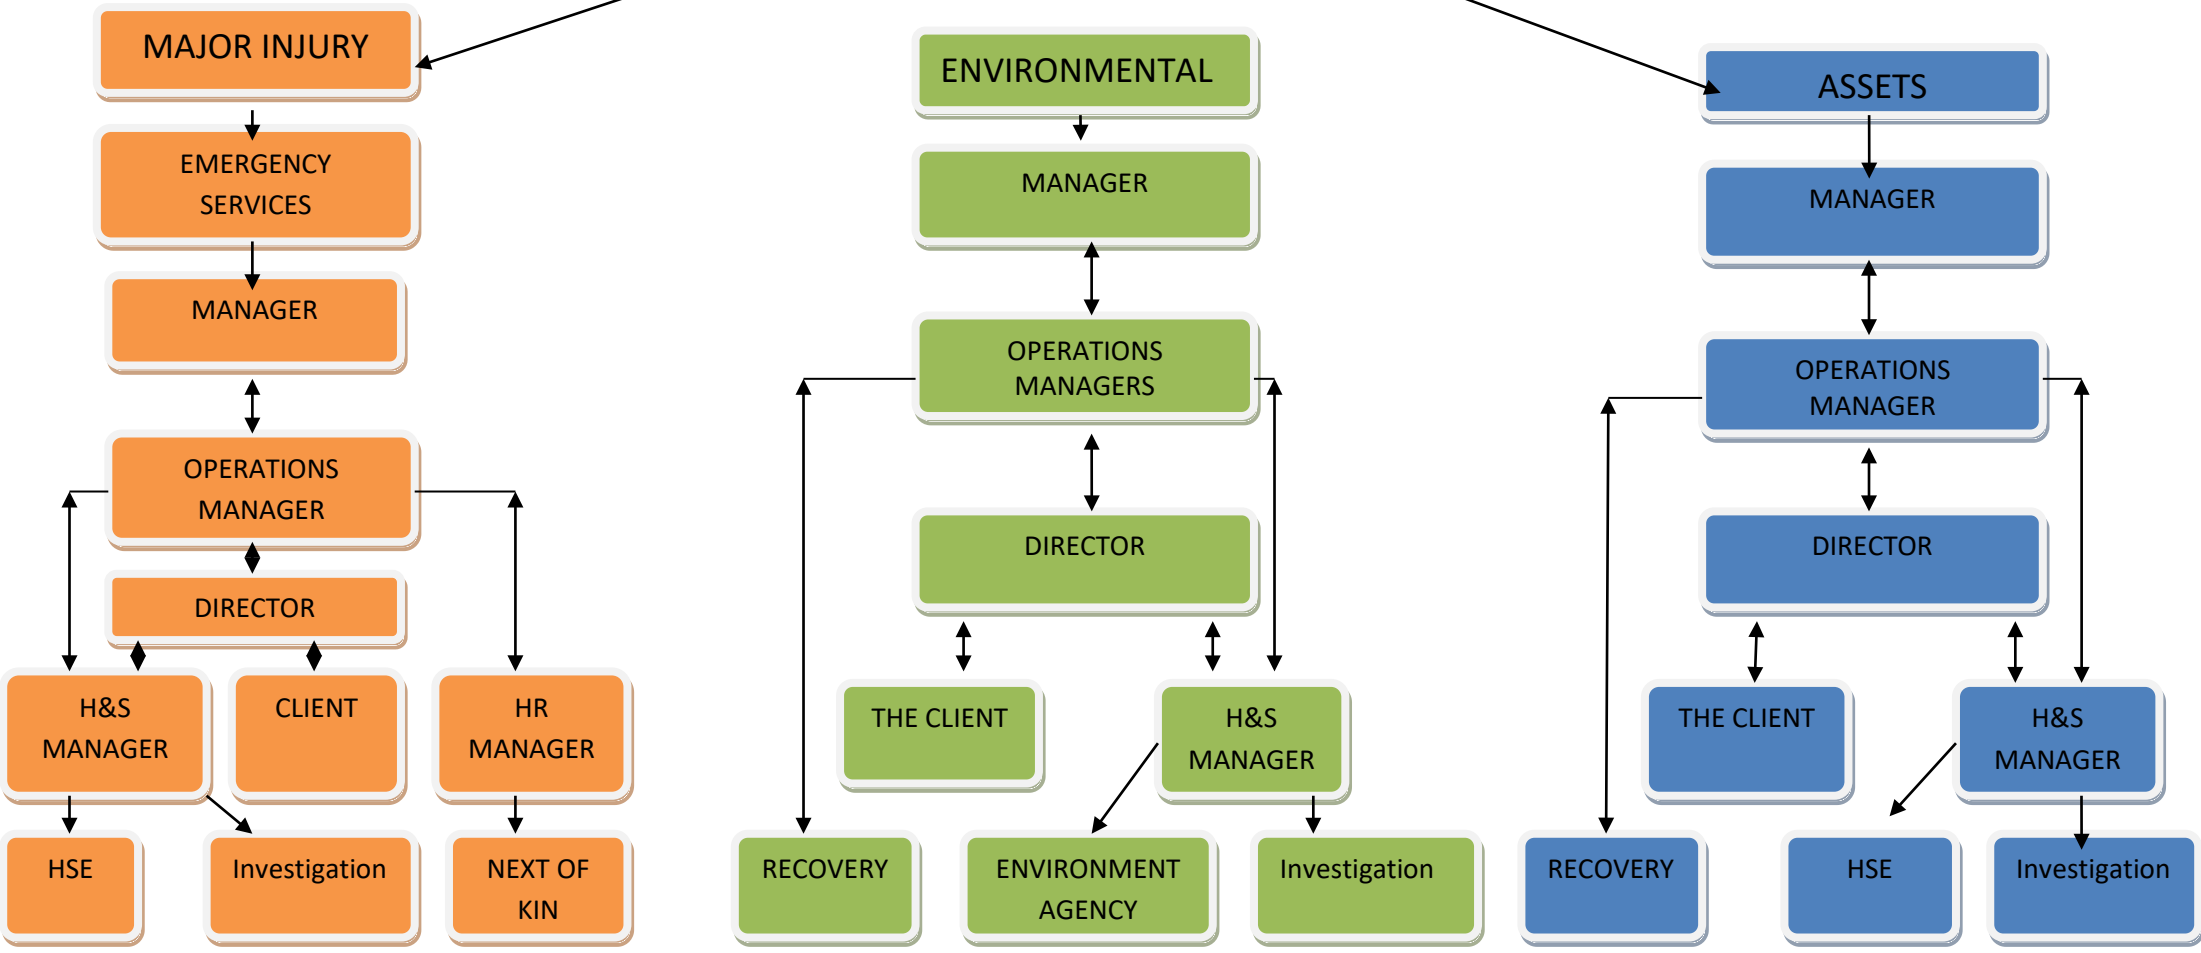 MAJOR INJURY
EMERGENCY
SERVICES
MANAGER
OPERATIONS
MANAGER
DIRECTOR
H&S
MANAGER
CLIENT
HR
MANAGER
HSE
Investigation
NEXT OF
KIN
ENVIRONMENTAL
MANAGER
OPERATIONS
MANAGERS
DIRECTOR
THE CLIENT
H&S
MANAGER
RECOVERY
ENVIRONMENT
AGENCY
Investigation
ASSETS
MANAGER
OPERATIONS
MANAGER
DIRECTOR
THE CLIENT
H&S
MANAGER
RECOVERY
HSE
Investigation